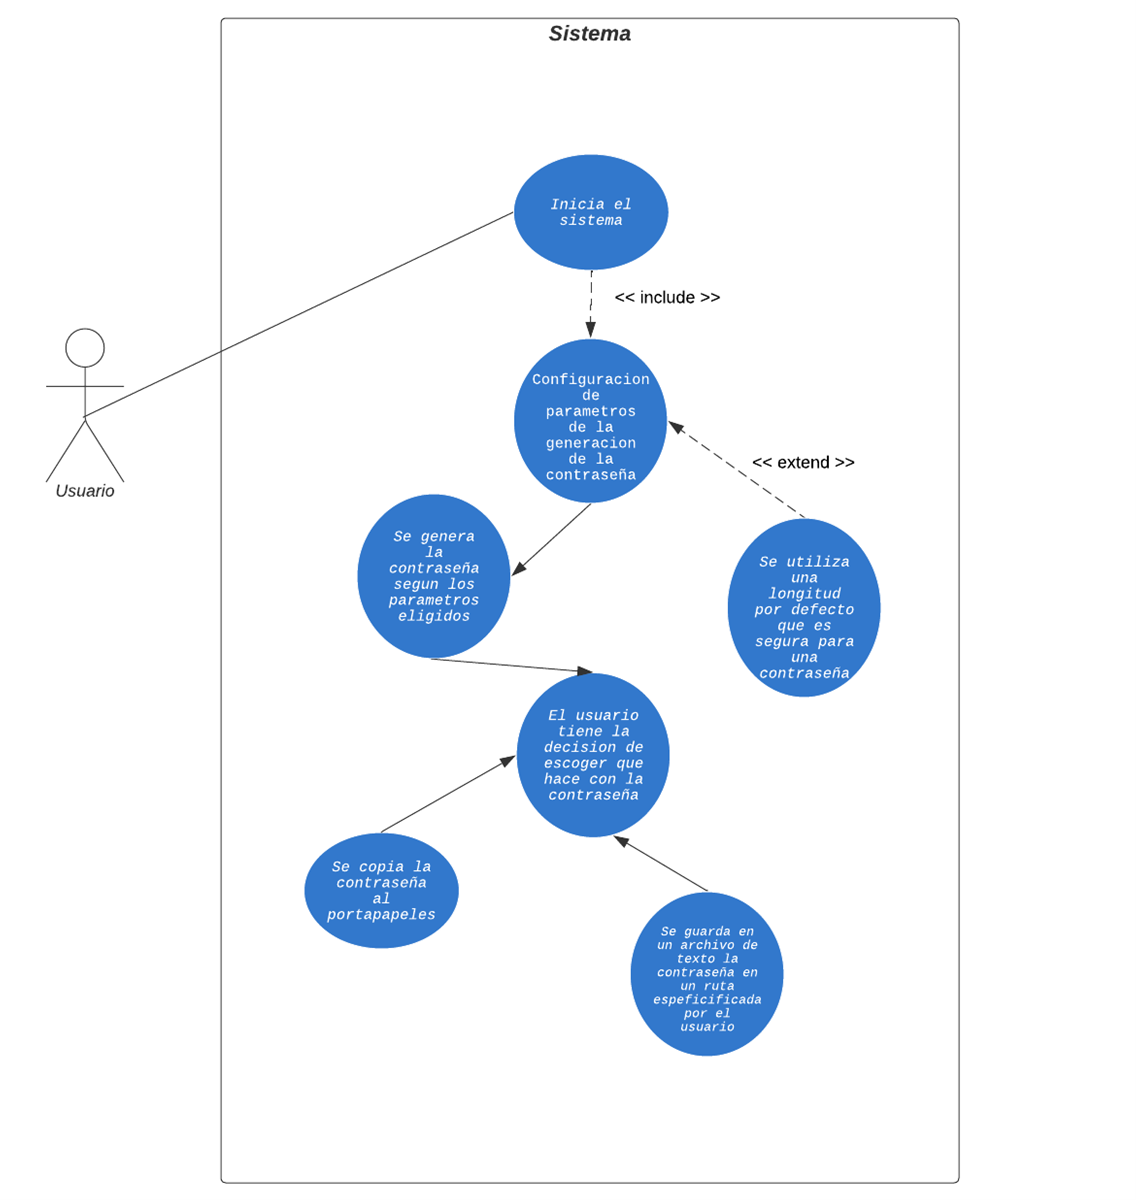 Sistema
Inicia el
sistema
<< include >>
Configuracion
de
parametros
de la
generacion
de la
contraseña
<< extend >>
Usuario
Se genera
la
contraseña
segun los
parametros
eligidos
Se utiliza
una
longitud
por defecto
que es
segura para
una
contraseña
El usuario
tiene la
decision de
escoger que
hace con la
contraseña
Se copia la
contraseña
al
portapapeles
Se guarda en
un archivo de
texto la
contraseña en
un ruta
espeficificada
por el
usuario